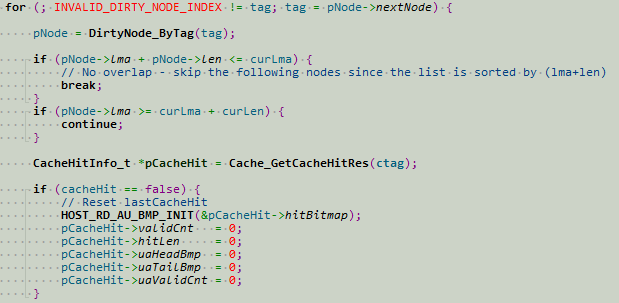 for (; INVALID_DIRTY_NODE_INDEX != tag; tag = pNode->nextNode) {
pNode = DirtyNode_ByTag(tag);
if (pNode->lma + pNode->len <= curLma) {
// No overlap - skip the following nodes since the list is sorted by (lma+len)
break;
}
if (pNode->lma >= curLma + curLen) {
continue;
}
CacheHitInfo_t *pCacheHit = Cache_GetCacheHitRes(ctag);
if (cacheHit == false) {
// Reset lastCacheHit
HOST_RD_AU_BMP_INIT(&pCacheHit->hitBitmap);
pCacheHit->validCnt = 0;
pCacheHit->hitLen = 0;
pCacheHit->uaHeadBmp = 0;
pCacheHit->uaTailBmp = 0;
pCacheHit->uaValidCnt = 0;
}